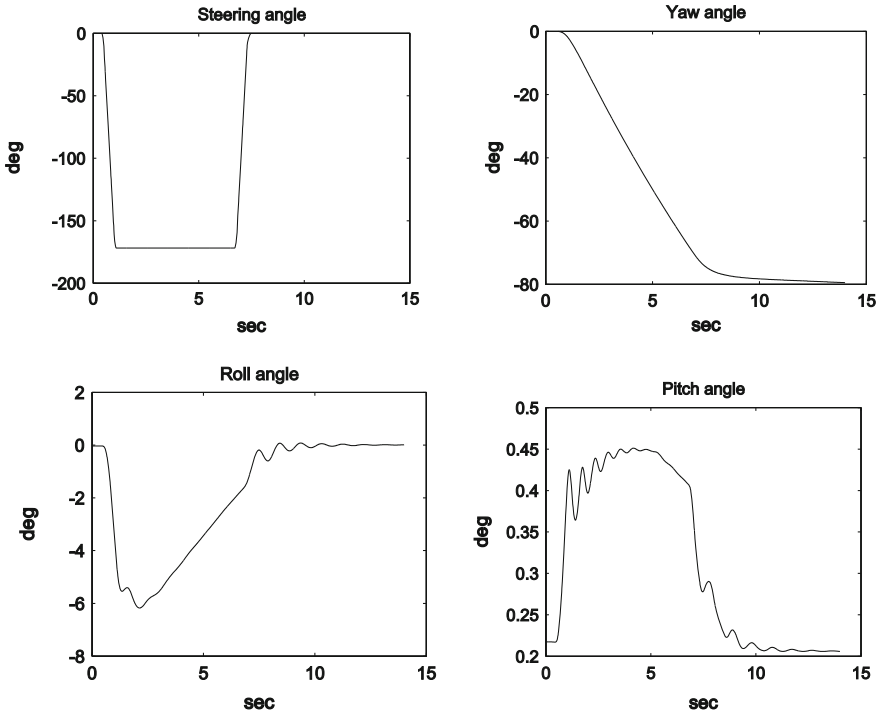 Steering angle
0
-50
-100
-150
-200
deg
0 5 10 15
sec
Yaw angle
0
-20
-40
-60
-80
deg
0 5 10 15
sec
Roll angle
2
0
-2
-4
-6
-8
deg
0 5 10 15
sec
Pitch angle
0.5
0.45
0.4
0.35
0.3
0.25
0.2
deg
0 5 10 15
sec